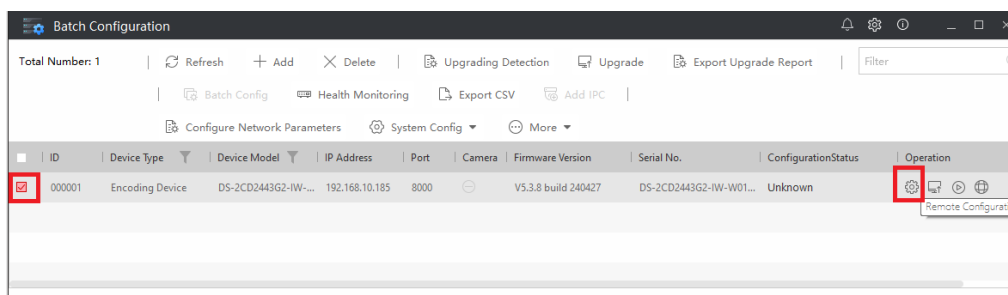 Batch Configuration
Total Number: 1 Refresh Add Delete Upgrading Detection Upgrade Export Upgrade Report Filter
Batch Config Health Monitoring Export CSV Add IPC
Configure Network Parameters System Config More
ID Device Type Device Model IP Address Port Camera Firmware Version Serial No. ConfigurationStatus Operation
000001 Encoding Device DS-2CD2443G2-IW-... 192.168.10.185 8000 V5.3.8 build 240427 DS-2CD2443G2-IW-W01... Unknown
Remote Configurati